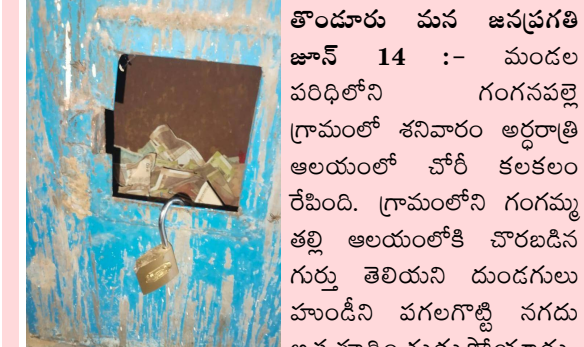 తొండూరు మన జనప్రగతి
జూన్ 14 :- మండల
పరిధిలోని గంగనపల్లె
గ్రామంలో శనివారం అర్ధరాత్రి
ఆలయంలో చోరీ కలకలం
రేపింది. గ్రామంలోని గంగమ్మ
తల్లి ఆలయంలోకి చొరబడిన
గుర్తు తెలియని దుండగులు
హుండీని పగలగొట్టి నగదు